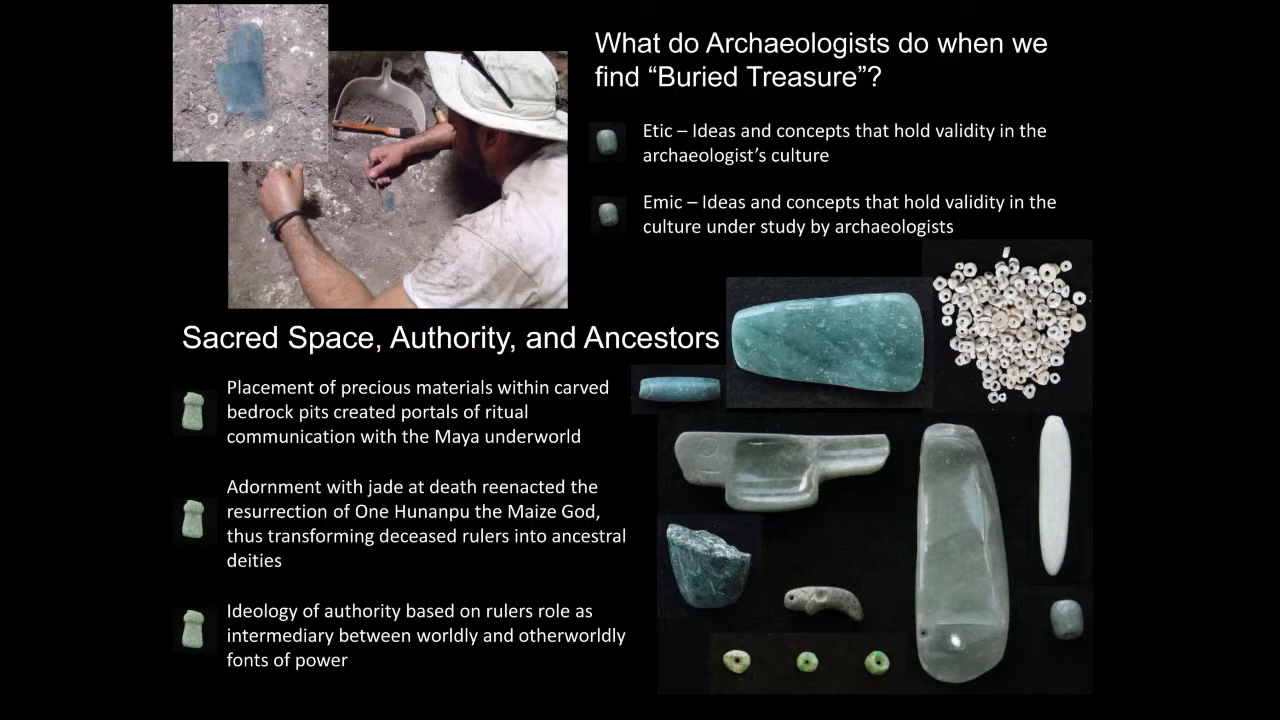 What do Archaeologists do when we
find “Buried Treasure”?
Etic – Ideas and concepts that hold validity in the
archaeologist’s culture
Emic – Ideas and concepts that hold validity in the
culture under study by archaeologists
Sacred Space, Authority, and Ancestors
Placement of precious materials within carved
bedrock pits created portals of ritual
communication with the Maya underworld
Adornment with jade at death reenacted the
resurrection of One Hunanpu the Maize God,
thus transforming deceased rulers into ancestral
deities
Ideology of authority based on rulers role as
intermediary between worldly and otherworldly
fonts of power